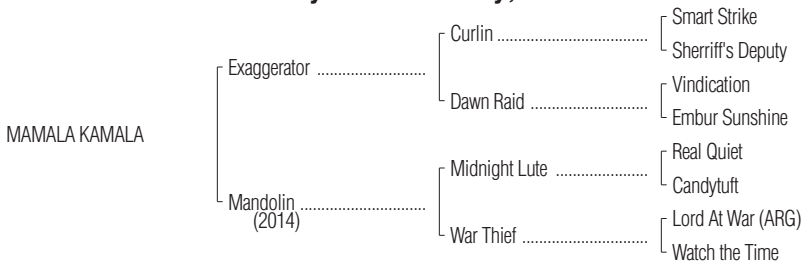 Smart Strike
Curlin
Sherriff's Deputy
Exaggerator
Vindication
Dawn Raid
Embur Sunshine
MAMALA KAMALA
Real Quiet
Midnight Lute
Candytuft
Mandolin
(2014)
Lord At War (ARG)
War Thief
Watch the Time